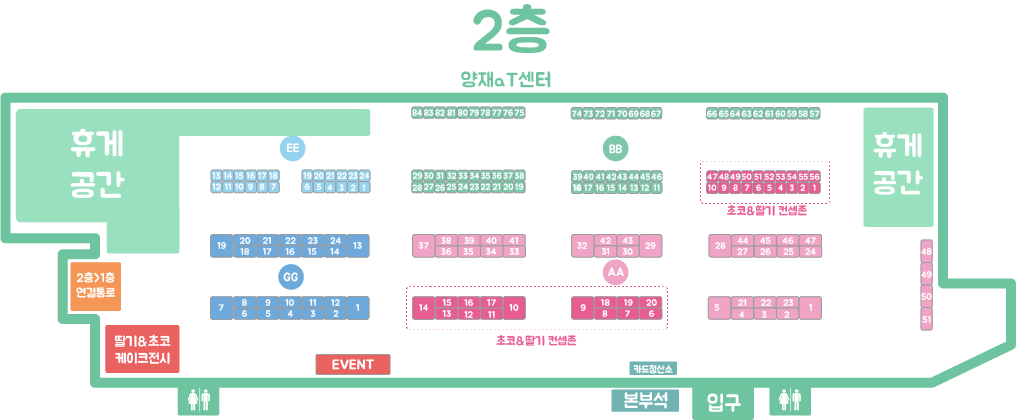 2층
양재aT센터
84 83 82 81 80 79 78 77 76 75
74 73 72 71 70 69 68 67
66 65 64 63 62 61 60 59 58 57
휴게
공간
EE
BB
휴게
공간
13 14 15 16 17 18
12 11 10 9 8 7
19 20 21 22 23 24
6 5 4 3 2 1
29 30 31 32 33 34 35 36 37 38
28 27 26 25 24 23 22 21 20 19
39 40 41 42 43 44 45 46
18 17 16 15 14 13 12 11
47 48 49 50 51 52 53 54 55 56
10 9 8 7 6 5 4 3 2 1
초코&딸기 컨셉존
19 20 21 22 23 24 13
18 17 16 15 14
37 38 39 40 41
36 35 34 33
32 42 43 29
31 30
28 44 45 46 47
27 26 25 24
48
49
50
51
GG
AA
2층>1층
연결통로
7 8 9 10 11 12 1
6 5 4 3 2
14 15 16 17 10
13 12 11
9 18 19 20
8 7 6
5 21 22 23 1
4 3 2
초코&딸기 컨셉존
딸기&초코
케이크전시
EVENT
카드정산소
본부석
입구